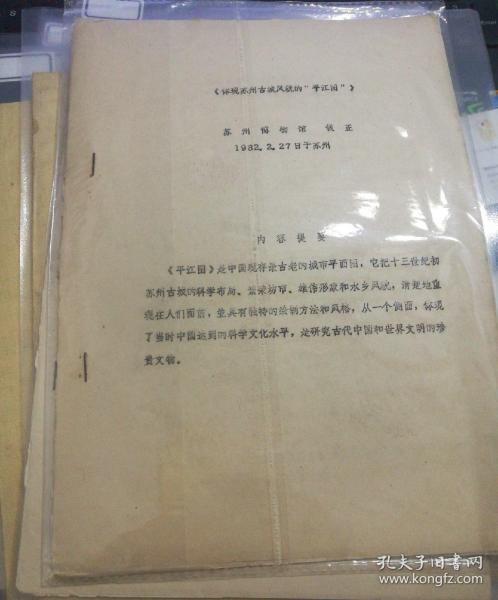 《体现苏州古城风貌的“平江图”》
苏州博物馆 钱正
1982.2.27日于苏州
内容提要
《平江图》是中国现存最古老的城市平面图，它把十三世纪初
苏州古城的科学布局、繁荣坊市、雄伟形象和水乡风貌，清楚地重
现在人们面前，並具有独特的绘制方法和风格，从一个侧面，体现
了当时中国达到的科学文化水平，是研究古代中国和世界文明的珍
贵文物。
孔夫子旧书网
www.kongfz.com